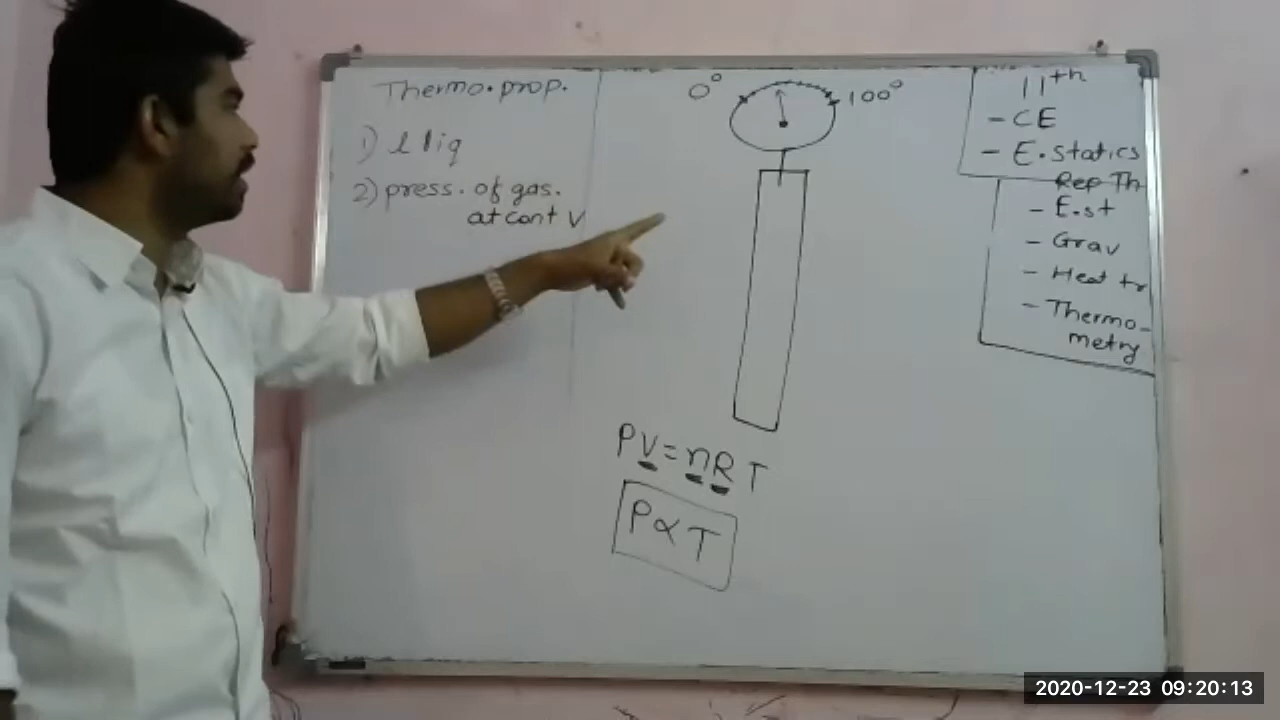 Thermo.prop.
1) l liq
2) press. of gas.
at cont V
0°
100°
PV = nRT
P ∝ T
11th
- CE
- E.statics
Rep Th
- E.st
- Grav
- Heat tr
- Thermo-
metry
2020-12-23 09:20:13